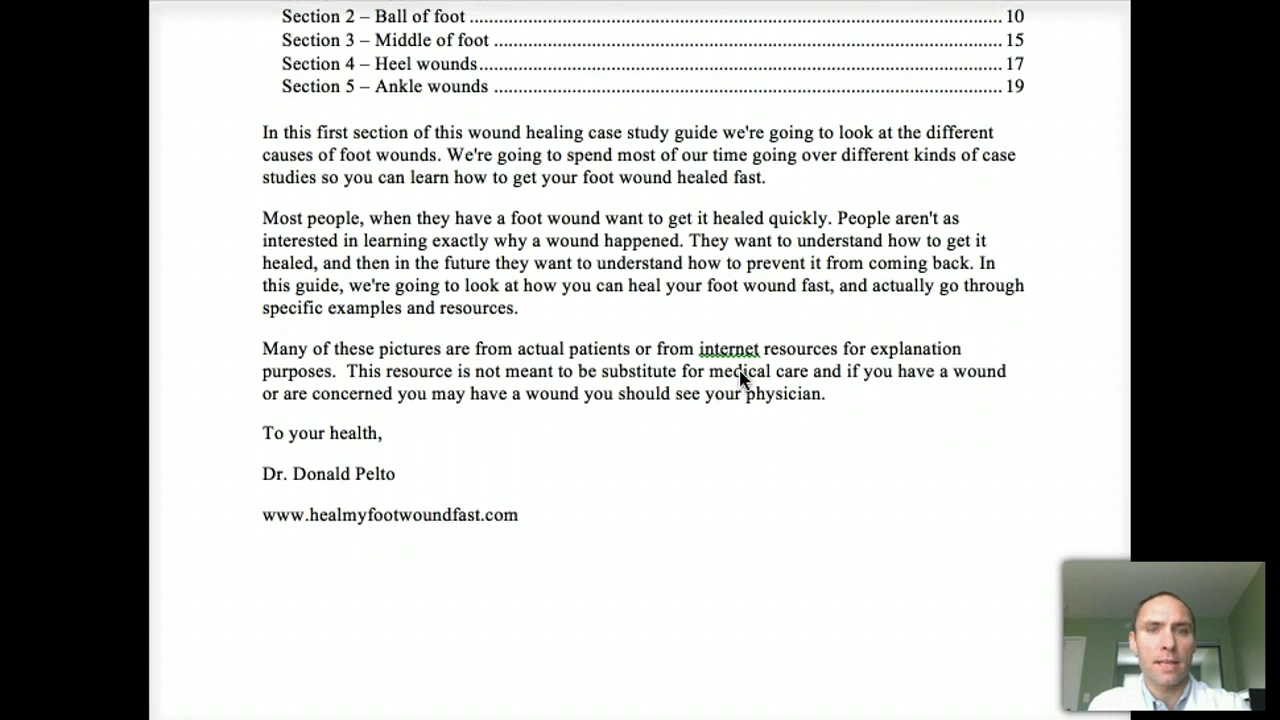 Section 2 – Ball of foot ........................................................................................................ 10
Section 3 – Middle of foot .................................................................................................... 15
Section 4 – Heel wounds...................................................................................................... 17
Section 5 – Ankle wounds .................................................................................................... 19
In this first section of this wound healing case study guide we're going to look at the different
causes of foot wounds. We're going to spend most of our time going over different kinds of case
studies so you can learn how to get your foot wound healed fast.
Most people, when they have a foot wound want to get it healed quickly. People aren't as
interested in learning exactly why a wound happened. They want to understand how to get it
healed, and then in the future they want to understand how to prevent it from coming back. In
this guide, we're going to look at how you can heal your foot wound fast, and actually go through
specific examples and resources.
Many of these pictures are from actual patients or from internet resources for explanation
purposes.  This resource is not meant to be substitute for medical care and if you have a wound
or are concerned you may have a wound you should see your physician.
To your health,
Dr. Donald Pelto
www.healmyfootwoundfast.com